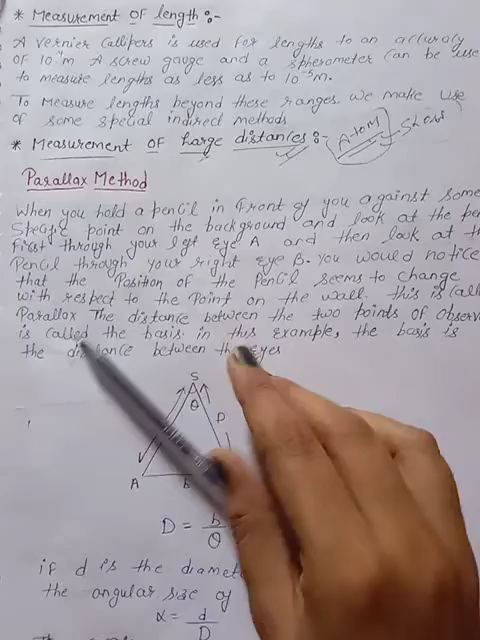 * Measurement of length :-
A Vernier Callipers is used for lengths to an accuracy
of 10 m A screw gauge and a spherometer can be used
to measure lengths as less as to 10⁻⁵m.
To measure lengths beyond these ranges. We make use
of some special indirect methods
* Measurement of Large distances :-
Atom
Parallax Method
When you hold a pencil in front of you against some
Specific point on the background and look at the pen
first through your left Eye A and then look at th
Pencil through your right Eye B. You would notice
that the Position of the Pencil seems to change
with respect to the Point on the wall. this is call
Parallax The distance between the two points of observ
is called the basis. in this Example, the basis is
the distance between the Eyes
S
θ
D
A
b
D = b/θ
if d is the diamete
the angular size of
α = d/D